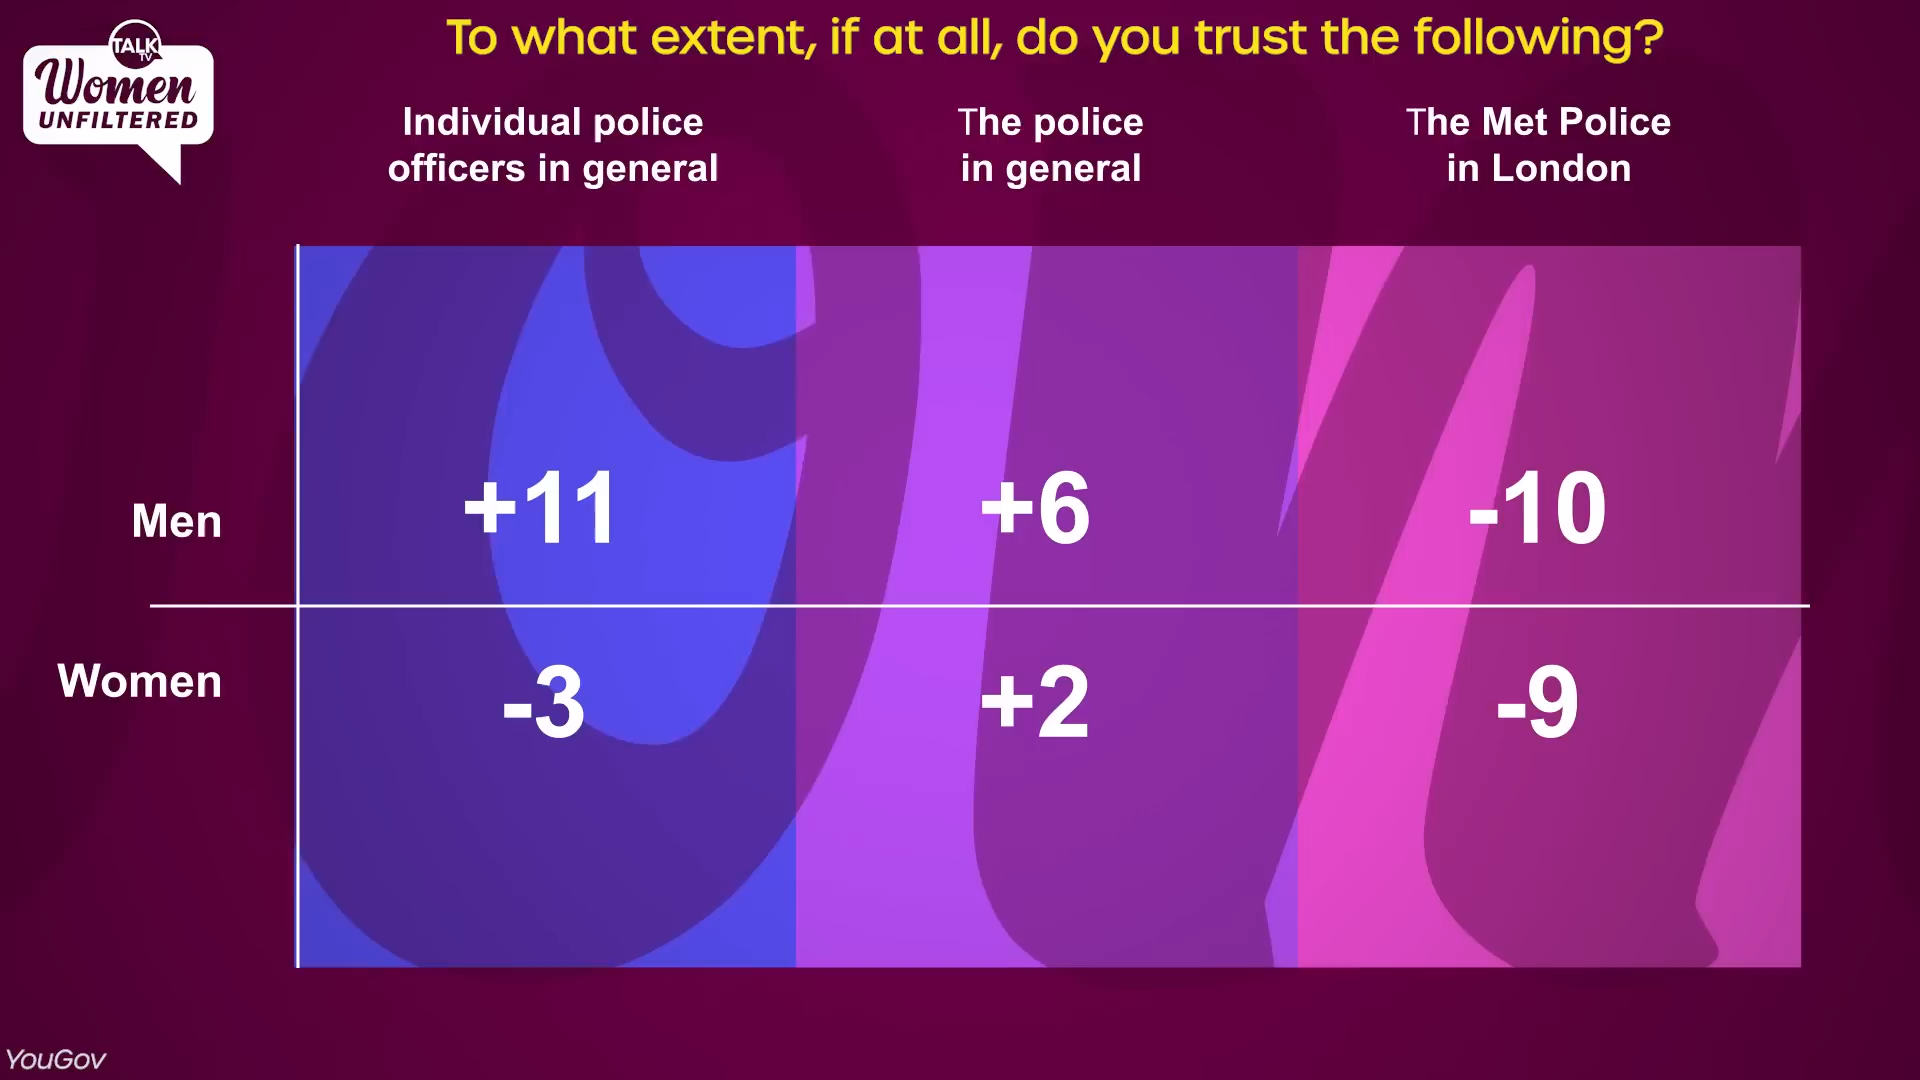 TALK
TV
Women
UNFILTERED
To what extent, if at all, do you trust the following?
Individual police
officers in general
The police
in general
The Met Police
in London
Men
+11
+6
-10
Women
-3
+2
-9
YouGov